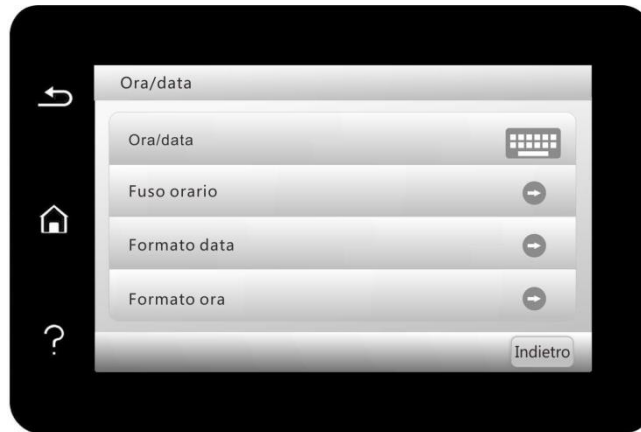 Ora/data
Ora/data
Fuso orario
Formato data
Formato ora
?
Indietro